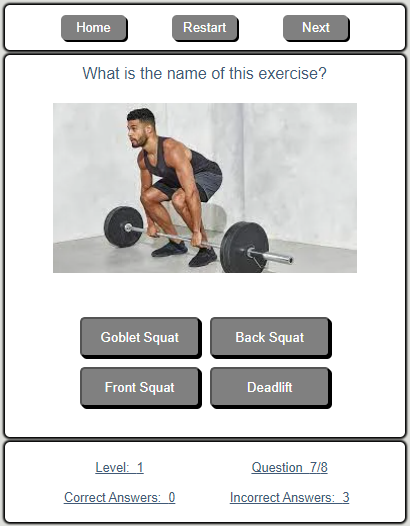 Home Restart Next
What is the name of this exercise?
Goblet Squat Back Squat
Front Squat Deadlift
Level: 1 Question 7/8
Correct Answers: 0 Incorrect Answers: 3